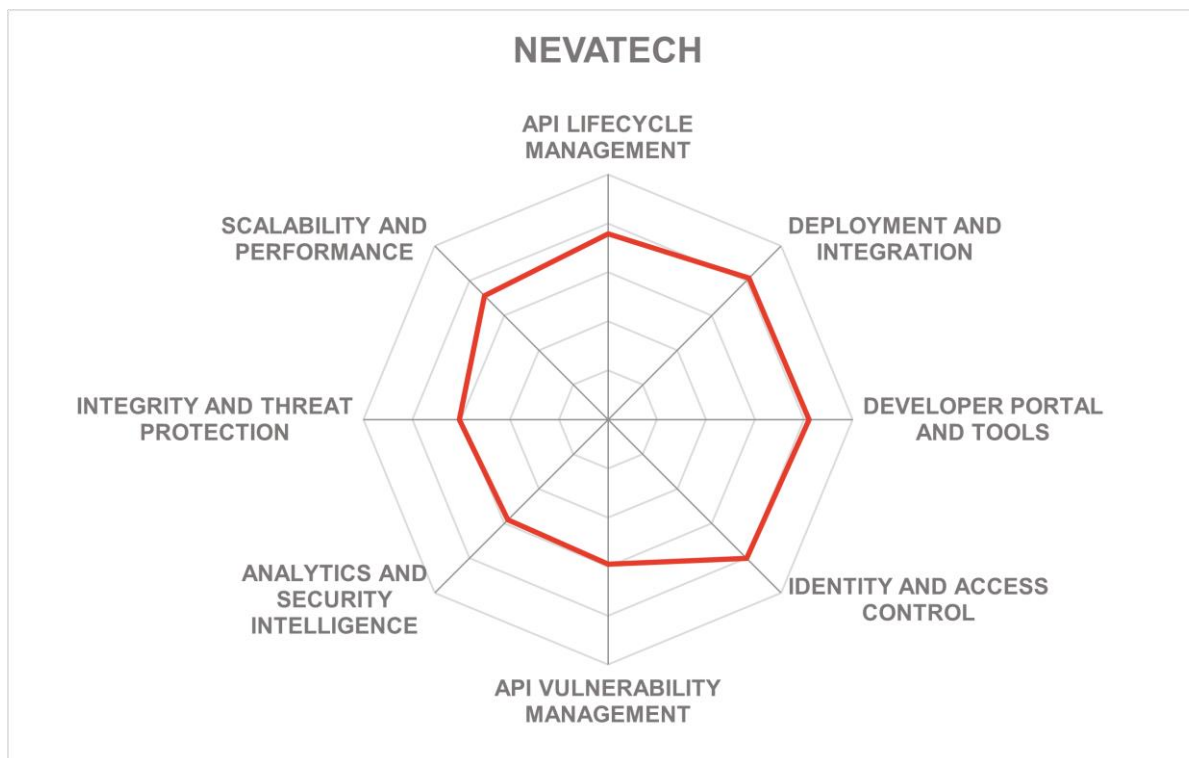 NEVATECH
API LIFECYCLE
MANAGEMENT
SCALABILITY AND
PERFORMANCE
DEPLOYMENT AND
INTEGRATION
INTEGRITY AND THREAT
PROTECTION
DEVELOPER PORTAL
AND TOOLS
ANALYTICS AND
SECURITY
INTELLIGENCE
IDENTITY AND ACCESS
CONTROL
API VULNERABILITY
MANAGEMENT